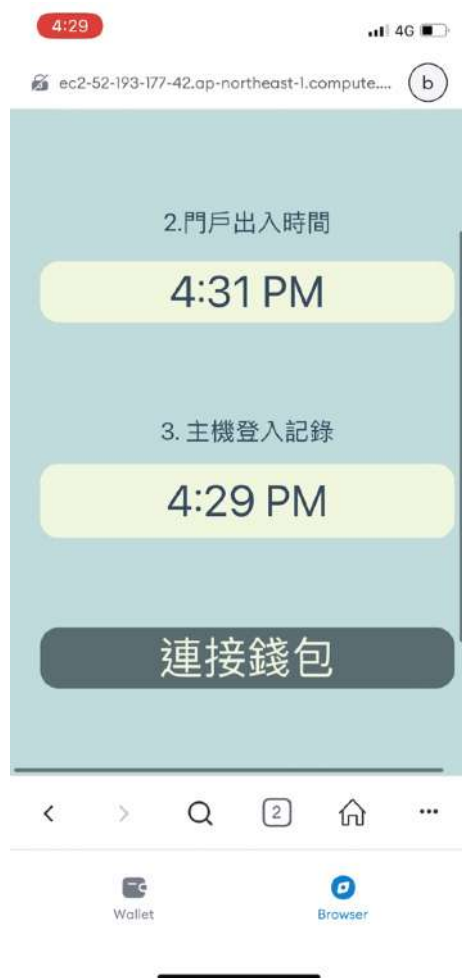 4:29
4G
ec2-52-193-177-42.ap-northeast-1.compute....
b
2.門戶出入時間
4:31 PM
3. 主機登入記錄
4:29 PM
連接錢包
2
Wallet
Browser